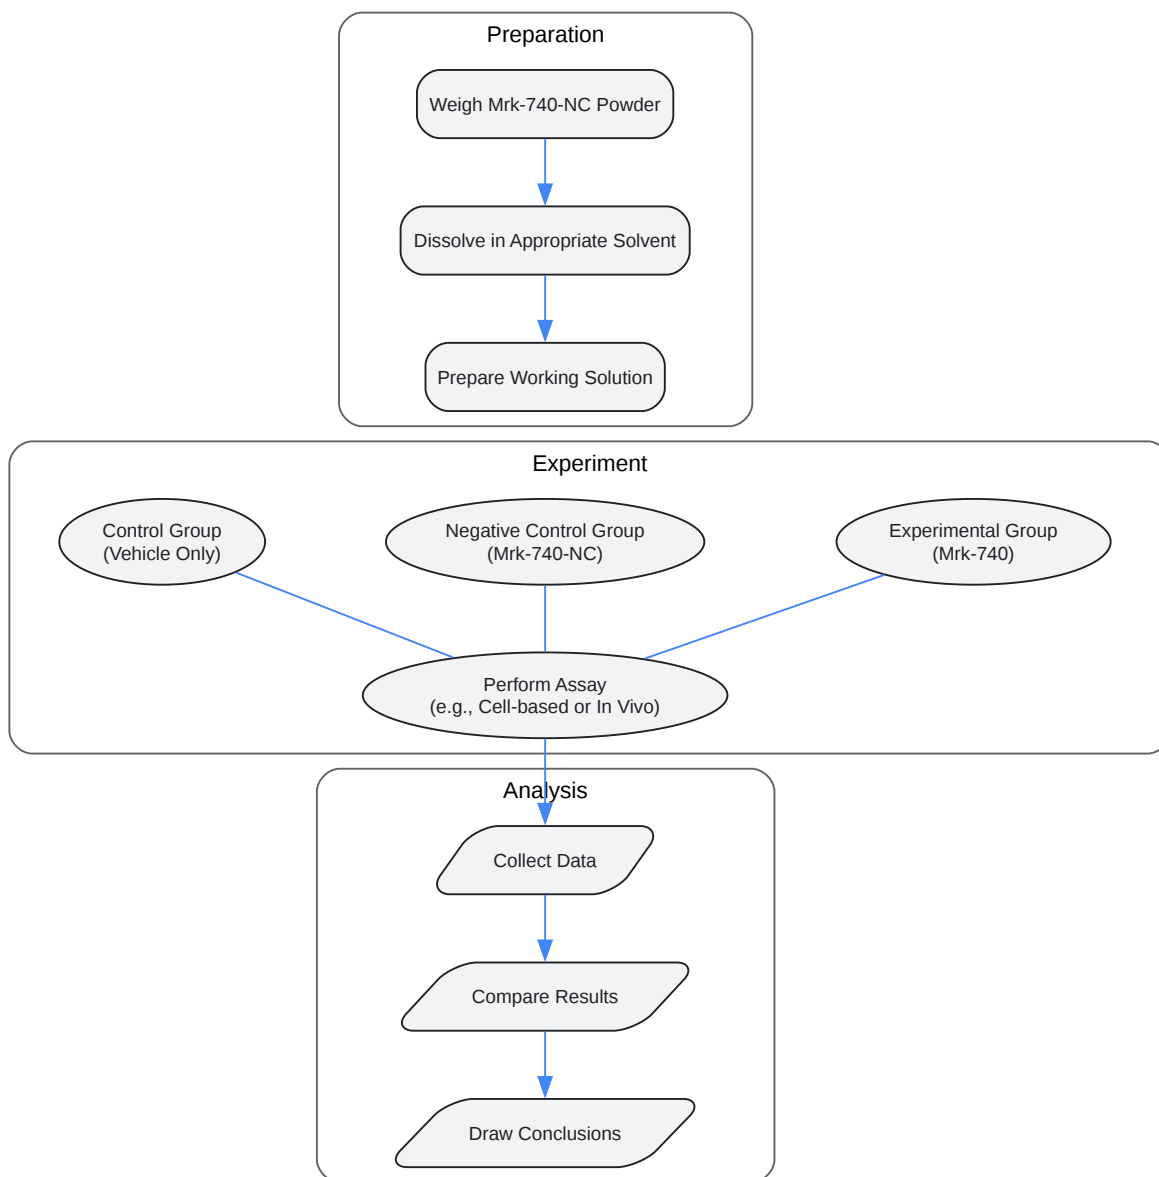 Preparation
Weigh Mrk-740-NC Powder
Dissolve in Appropriate Solvent
Prepare Working Solution
Experiment
Control Group
(Vehicle Only)
Negative Control Group
(Mrk-740-NC)
Experimental Group
(Mrk-740)
Perform Assay
(e.g., Cell-based or In Vivo)
Analysis
Collect Data
Compare Results
Draw Conclusions